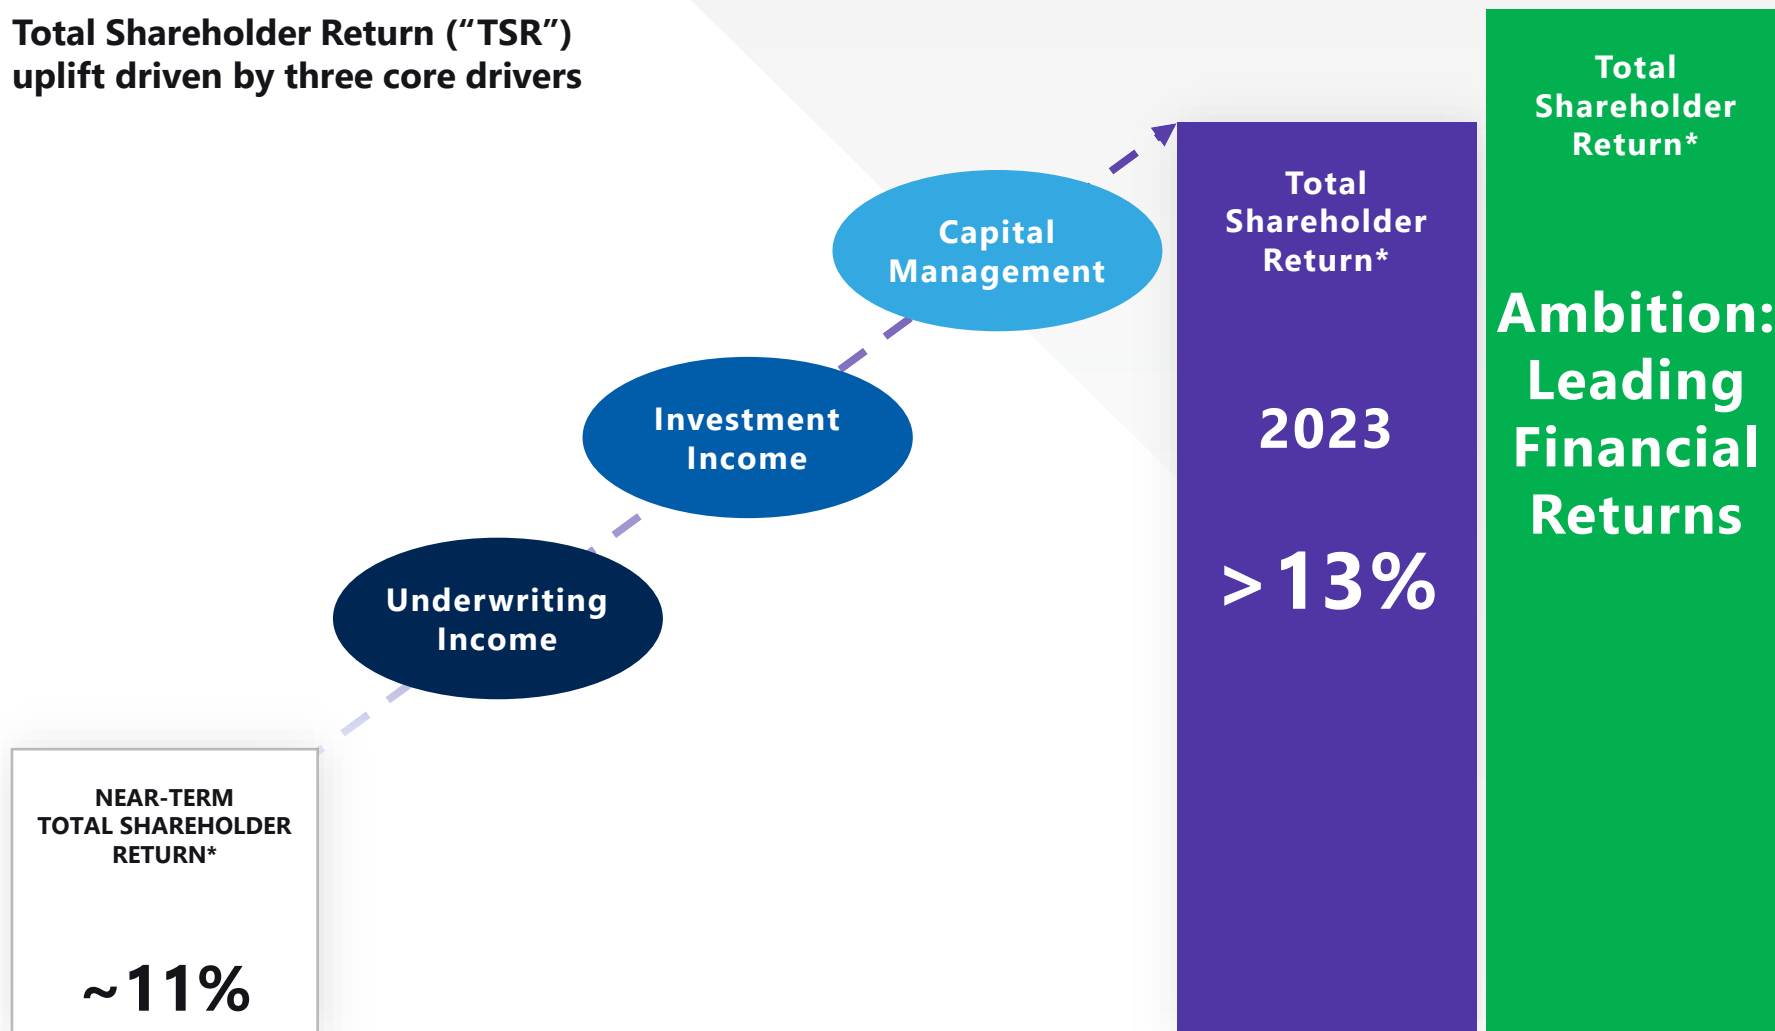 Total Shareholder Return (“TSR”)
uplift driven by three core drivers
NEAR-TERM
TOTAL SHAREHOLDER
RETURN*
~11%
Underwriting
Income
Investment
Income
Capital
Management
Total
Shareholder
Return*
2023
>13%
Total
Shareholder
Return*
Ambition:
Leading
Financial
Returns